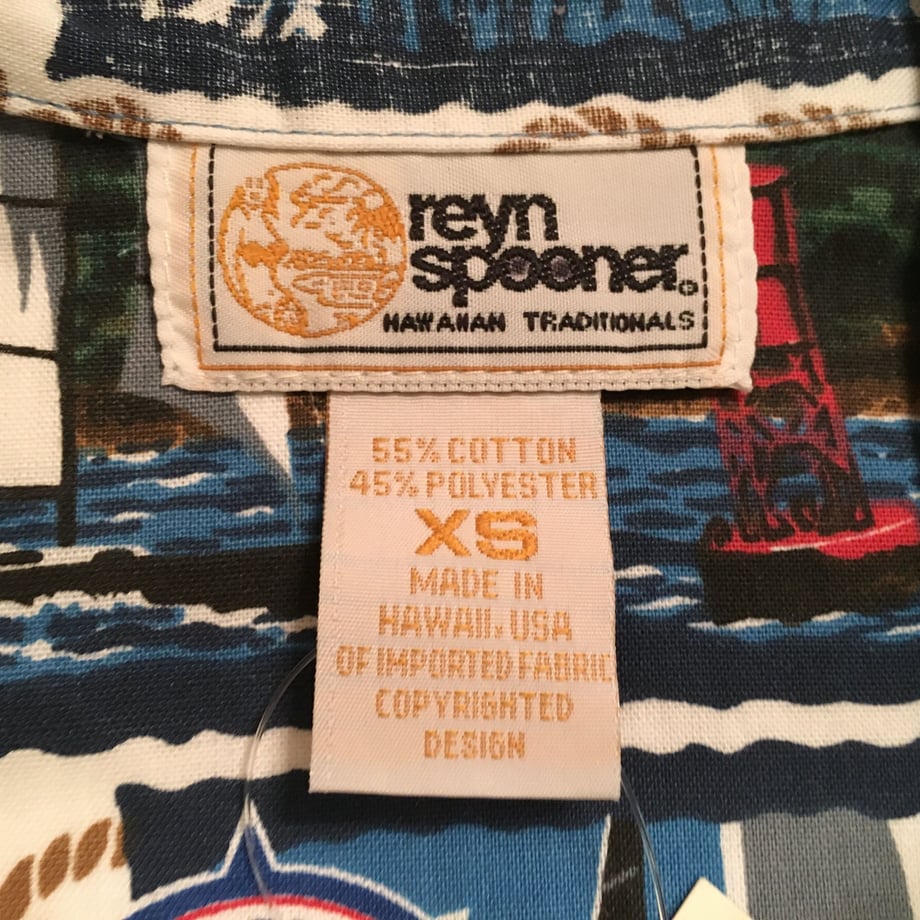 reyn
spooner®
HAWAIIAN TRADITIONALS
55% COTTON
45% POLYESTER
XS
MADE IN
HAWAII, USA
OF IMPORTED FABRIC
COPYRIGHTED
DESIGN